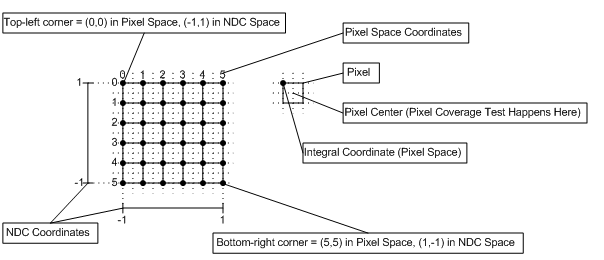 Top-left corner = (0,0) in Pixel Space, (-1,1) in NDC Space
Pixel Space Coordinates
0 1 2 3 4 5
Pixel
1
0
1
2
3
4
5
Pixel Center (Pixel Coverage Test Happens Here)
Integral Coordinate (Pixel Space)
-1
-1 1
NDC Coordinates
Bottom-right corner = (5,5) in Pixel Space, (1,-1) in NDC Space